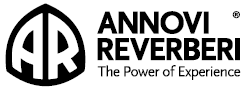 AR
ANNOVI ®
REVERBERI
The Power of Experience